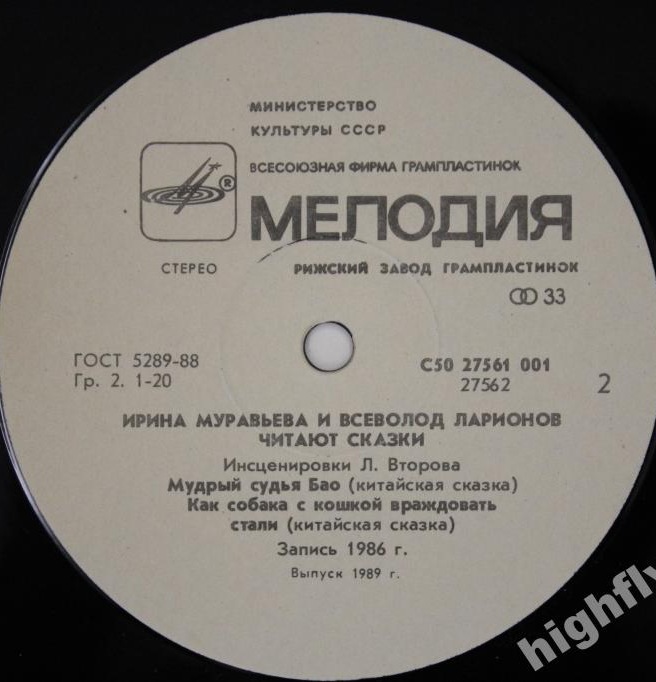 МИНИСТЕРСТВО
КУЛЬТУРЫ СССР
ВСЕСОЮЗНАЯ ФИРМА ГРАМПЛАСТИНОК
®
МЕЛОДИЯ
СТЕРЕО
РИЖСКИЙ ЗАВОД ГРАМПЛАСТИНОК
33
ГОСТ 5289-88
Гр. 2. 1-20
С50 27561 001
27562
2
ИРИНА МУРАВЬЕВА И ВСЕВОЛОД ЛАРИОНОВ
ЧИТАЮТ СКАЗКИ
Инсценировки Л. Второва
Мудрый судья Бао (китайская сказка)
Как собака с кошкой враждовать
стали (китайская сказка)
Запись 1986 г.
Выпуск 1989 г.
highfly